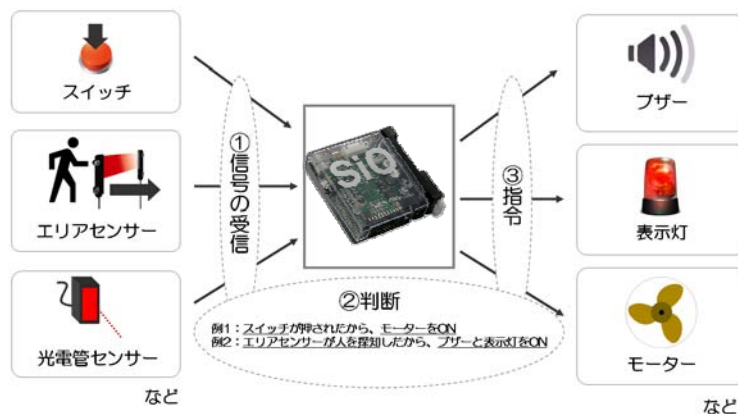 スイッチ
エリアセンサー
光電管センサー
など
①信号の受信
SiO
②判断
例1：スイッチが押されたから、モーターをON
例2：エリアセンサーが人を探知したから、ブザーと表示灯をON
③指令
ブザー
表示灯
モーター
など